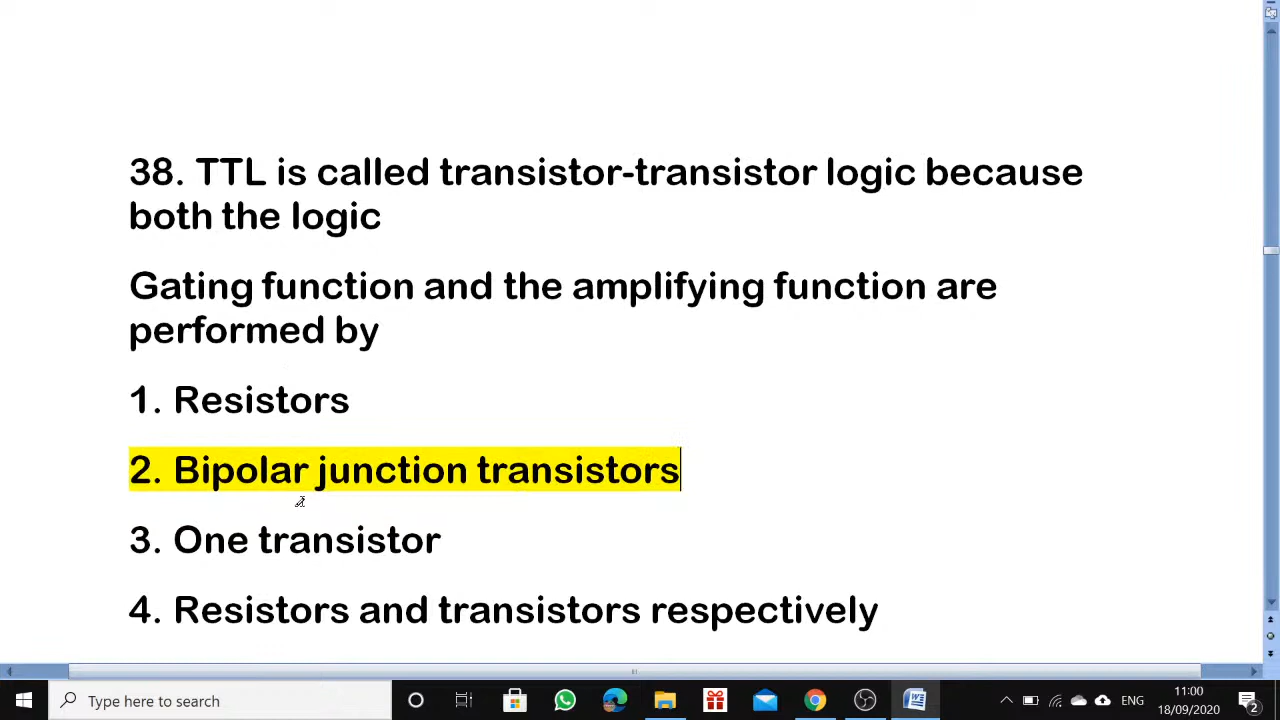 38. TTL is called transistor-transistor logic because
both the logic
Gating function and the amplifying function are
performed by
1. Resistors
2. Bipolar junction transistors
3. One transistor
4. Resistors and transistors respectively
Type here to search
ENG
11:00
18/09/2020
2